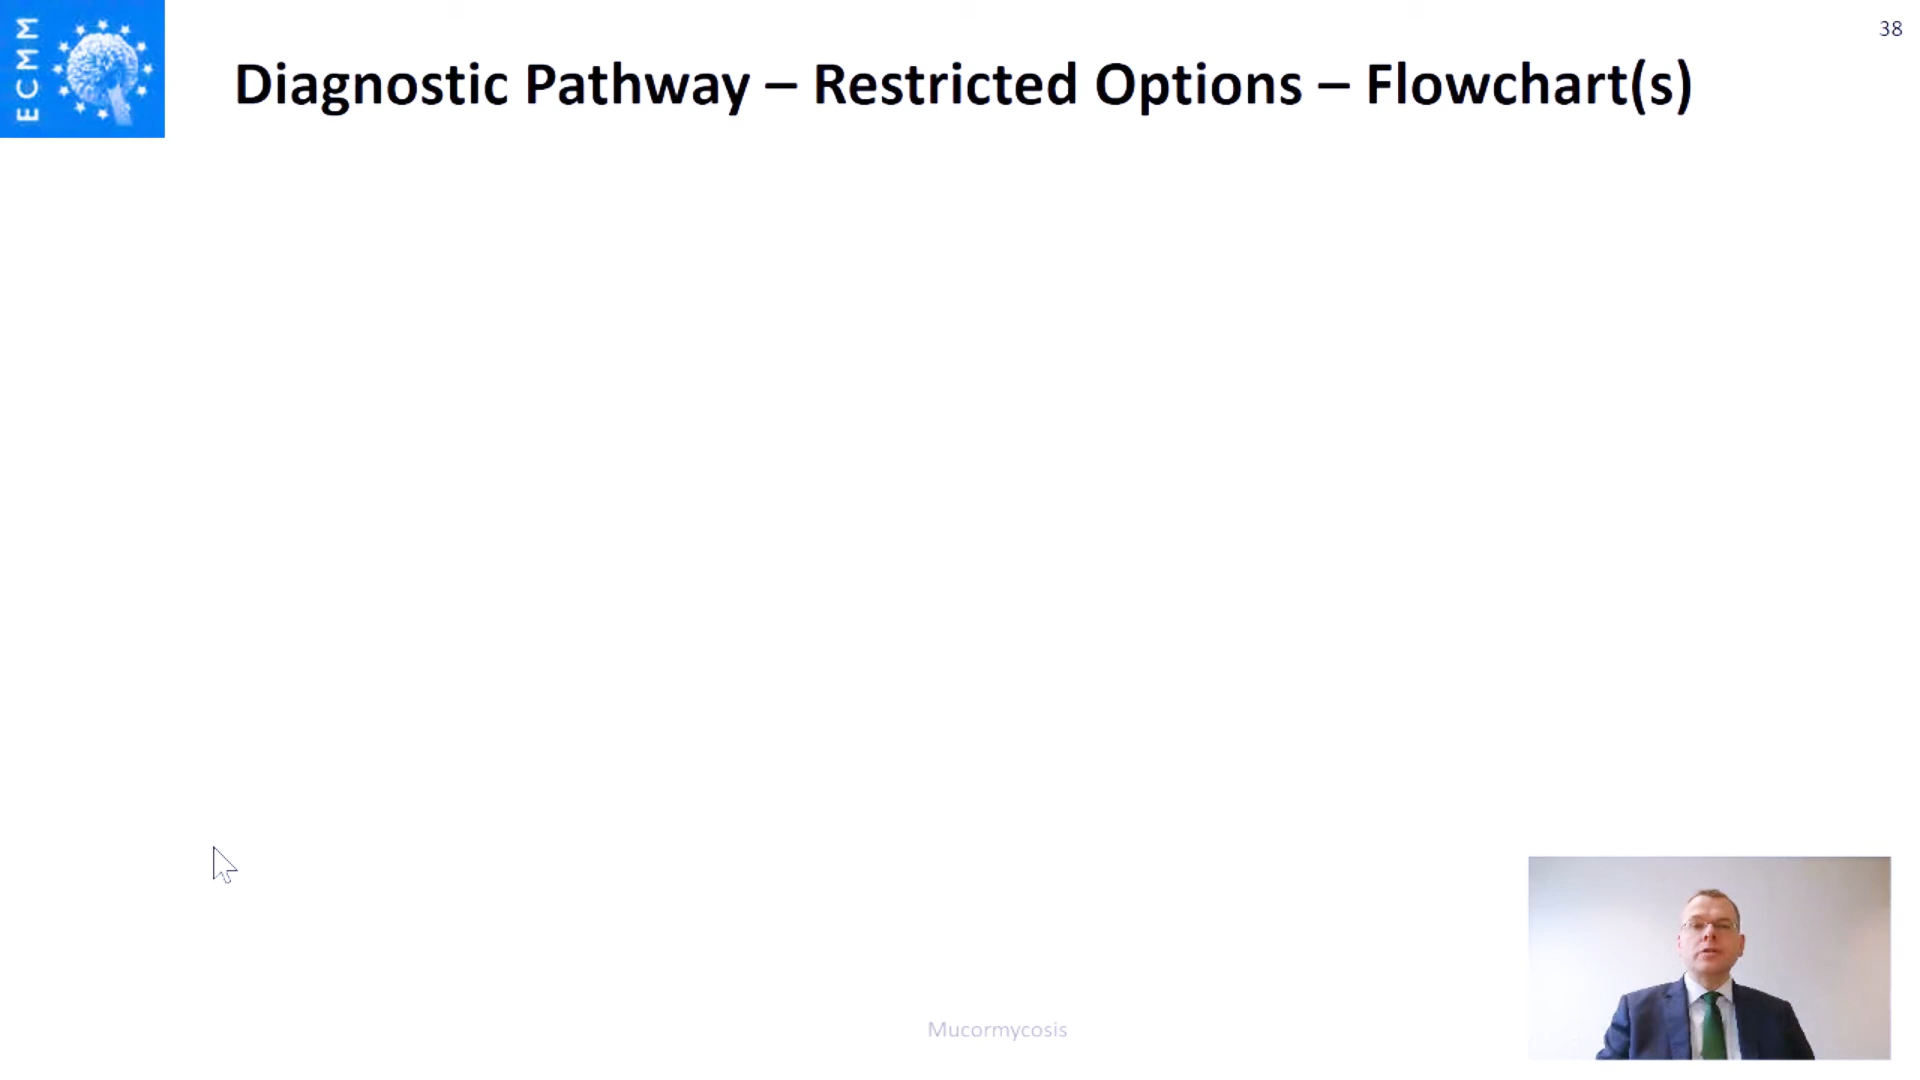 ECMM
38
Diagnostic Pathway – Restricted Options – Flowchart(s)
Mucormycosis